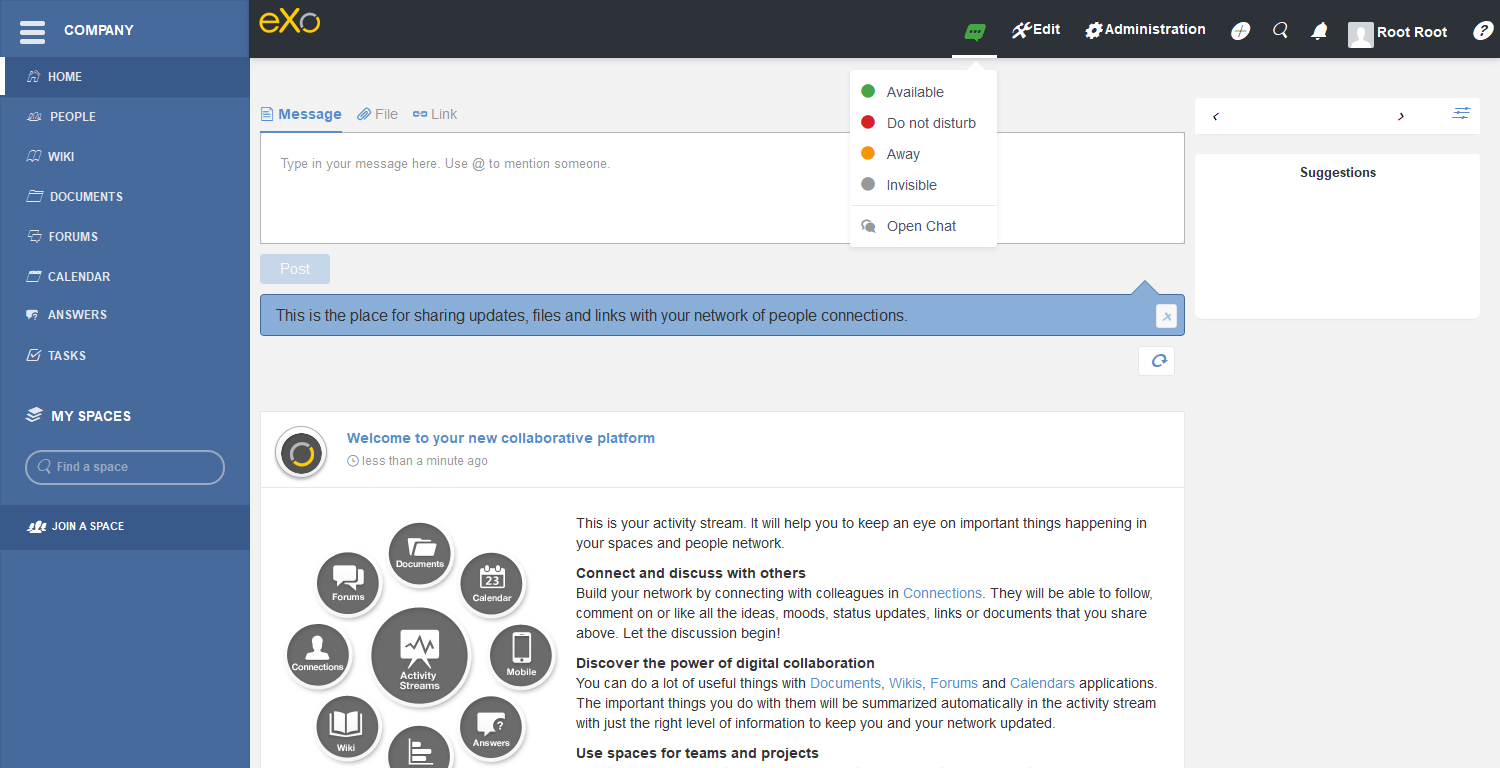 COMPANY
eXo
Edit
Administration
Root Root
?
HOME
PEOPLE
WIKI
DOCUMENTS
FORUMS
CALENDAR
ANSWERS
TASKS
MY SPACES
Find a space
JOIN A SPACE
Message File Link
Type in your message here. Use @ to mention someone.
Post
Available
Do not disturb
Away
Invisible
Open Chat
This is the place for sharing updates, files and links with your network of people connections.
x
Suggestions
Welcome to your new collaborative platform
less than a minute ago
Documents
Forums
23
Calendar
Connections
Activity
Streams
Mobile
Wiki
?
Answers
This is your activity stream. It will help you to keep an eye on important things happening in
your spaces and people network.
Connect and discuss with others
Build your network by connecting with colleagues in Connections. They will be able to follow,
comment on or like all the ideas, moods, status updates, links or documents that you share
above. Let the discussion begin!
Discover the power of digital collaboration
You can do a lot of useful things with Documents, Wikis, Forums and Calendars applications.
The important things you do with them will be summarized automatically in the activity stream
with just the right level of information to keep you and your network updated.
Use spaces for teams and projects